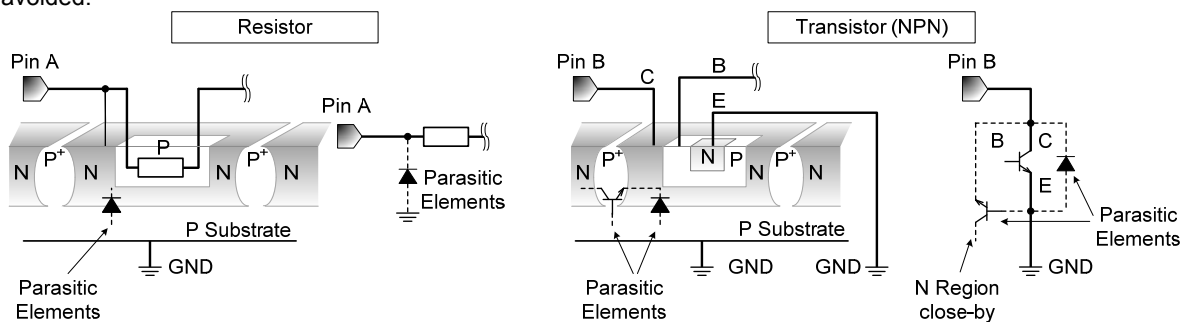 avoided.
Resistor
Transistor (NPN)
Pin A
Pin A
N
P+
N
P
N
P+
N
Parasitic
Elements
P Substrate
GND
Parasitic
Elements
Pin B
C
B
E
N
P+
N
N
P
P+
N
P Substrate
GND
GND
Parasitic
Elements
Pin B
B
C
E
Parasitic
Elements
GND
N Region
close-by